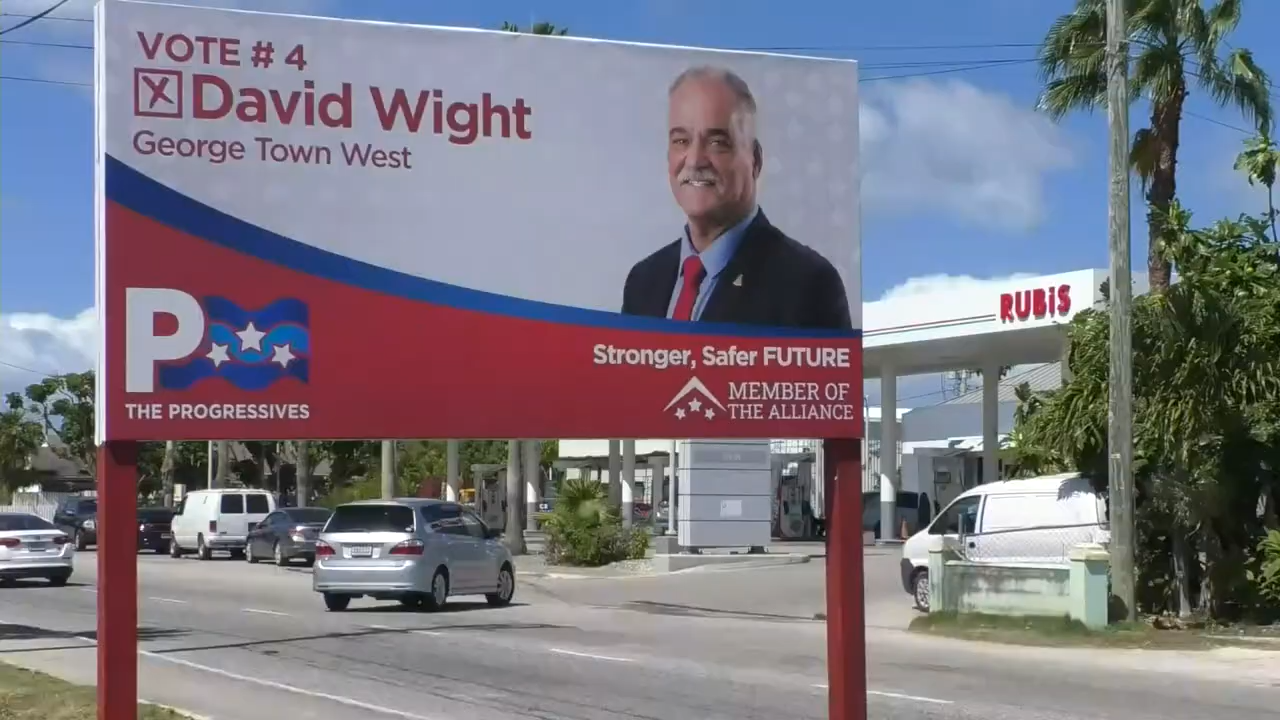 VOTE # 4
X David Wight
George Town West
P
THE PROGRESSIVES
Stronger, Safer FUTURE
MEMBER OF
THE ALLIANCE
RUBiS